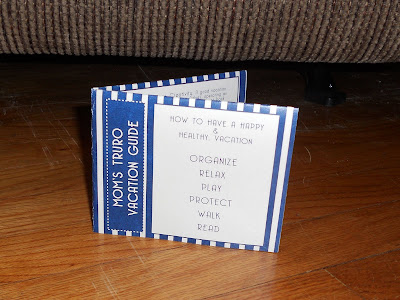 MOM'S TRURO
VACATION GUIDE
HOW TO HAVE A HAPPY
&
HEALTHY VACATION
ORGANIZE
RELAX
PLAY
PROTECT
WALK
READ